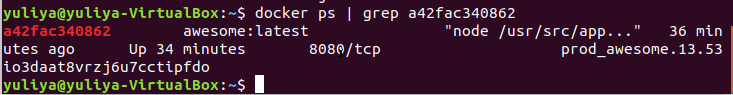 yuliya@yuliya-VirtualBox:~$ docker ps | grep a42fac340862
a42fac340862        awesome:latest                  "node /usr/src/app..."   36 min
utes ago      Up 34 minutes       8080/tcp                       prod_awesome.13.53
io3daat8vrzj6u7cctipfdo
yuliya@yuliya-VirtualBox:~$